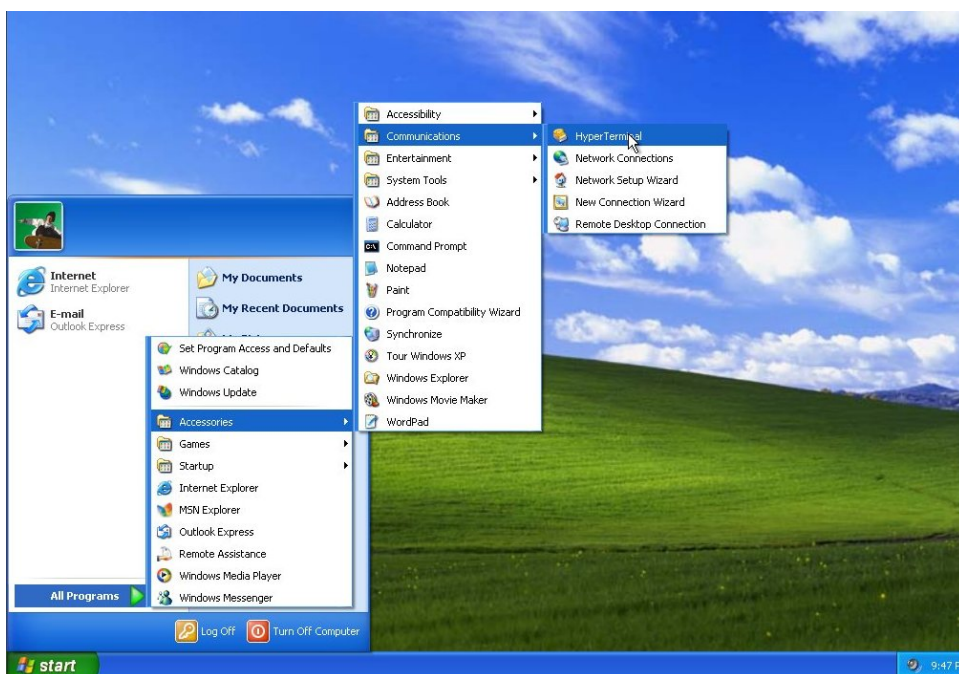 Internet
Internet Explorer
E-mail
Outlook Express
My Documents
My Recent Documents
Set Program Access and Defaults
Windows Catalog
Windows Update
Accessories
Games
Startup
Internet Explorer
MSN Explorer
Outlook Express
Remote Assistance
Windows Media Player
Windows Messenger
All Programs
Log Off
Turn Off Computer
Accessibility
Communications
Entertainment
System Tools
Address Book
Calculator
Command Prompt
Notepad
Paint
Program Compatibility Wizard
Synchronize
Tour Windows XP
Windows Explorer
Windows Movie Maker
WordPad
HyperTerminal
Network Connections
Network Setup Wizard
New Connection Wizard
Remote Desktop Connection
start
9:47